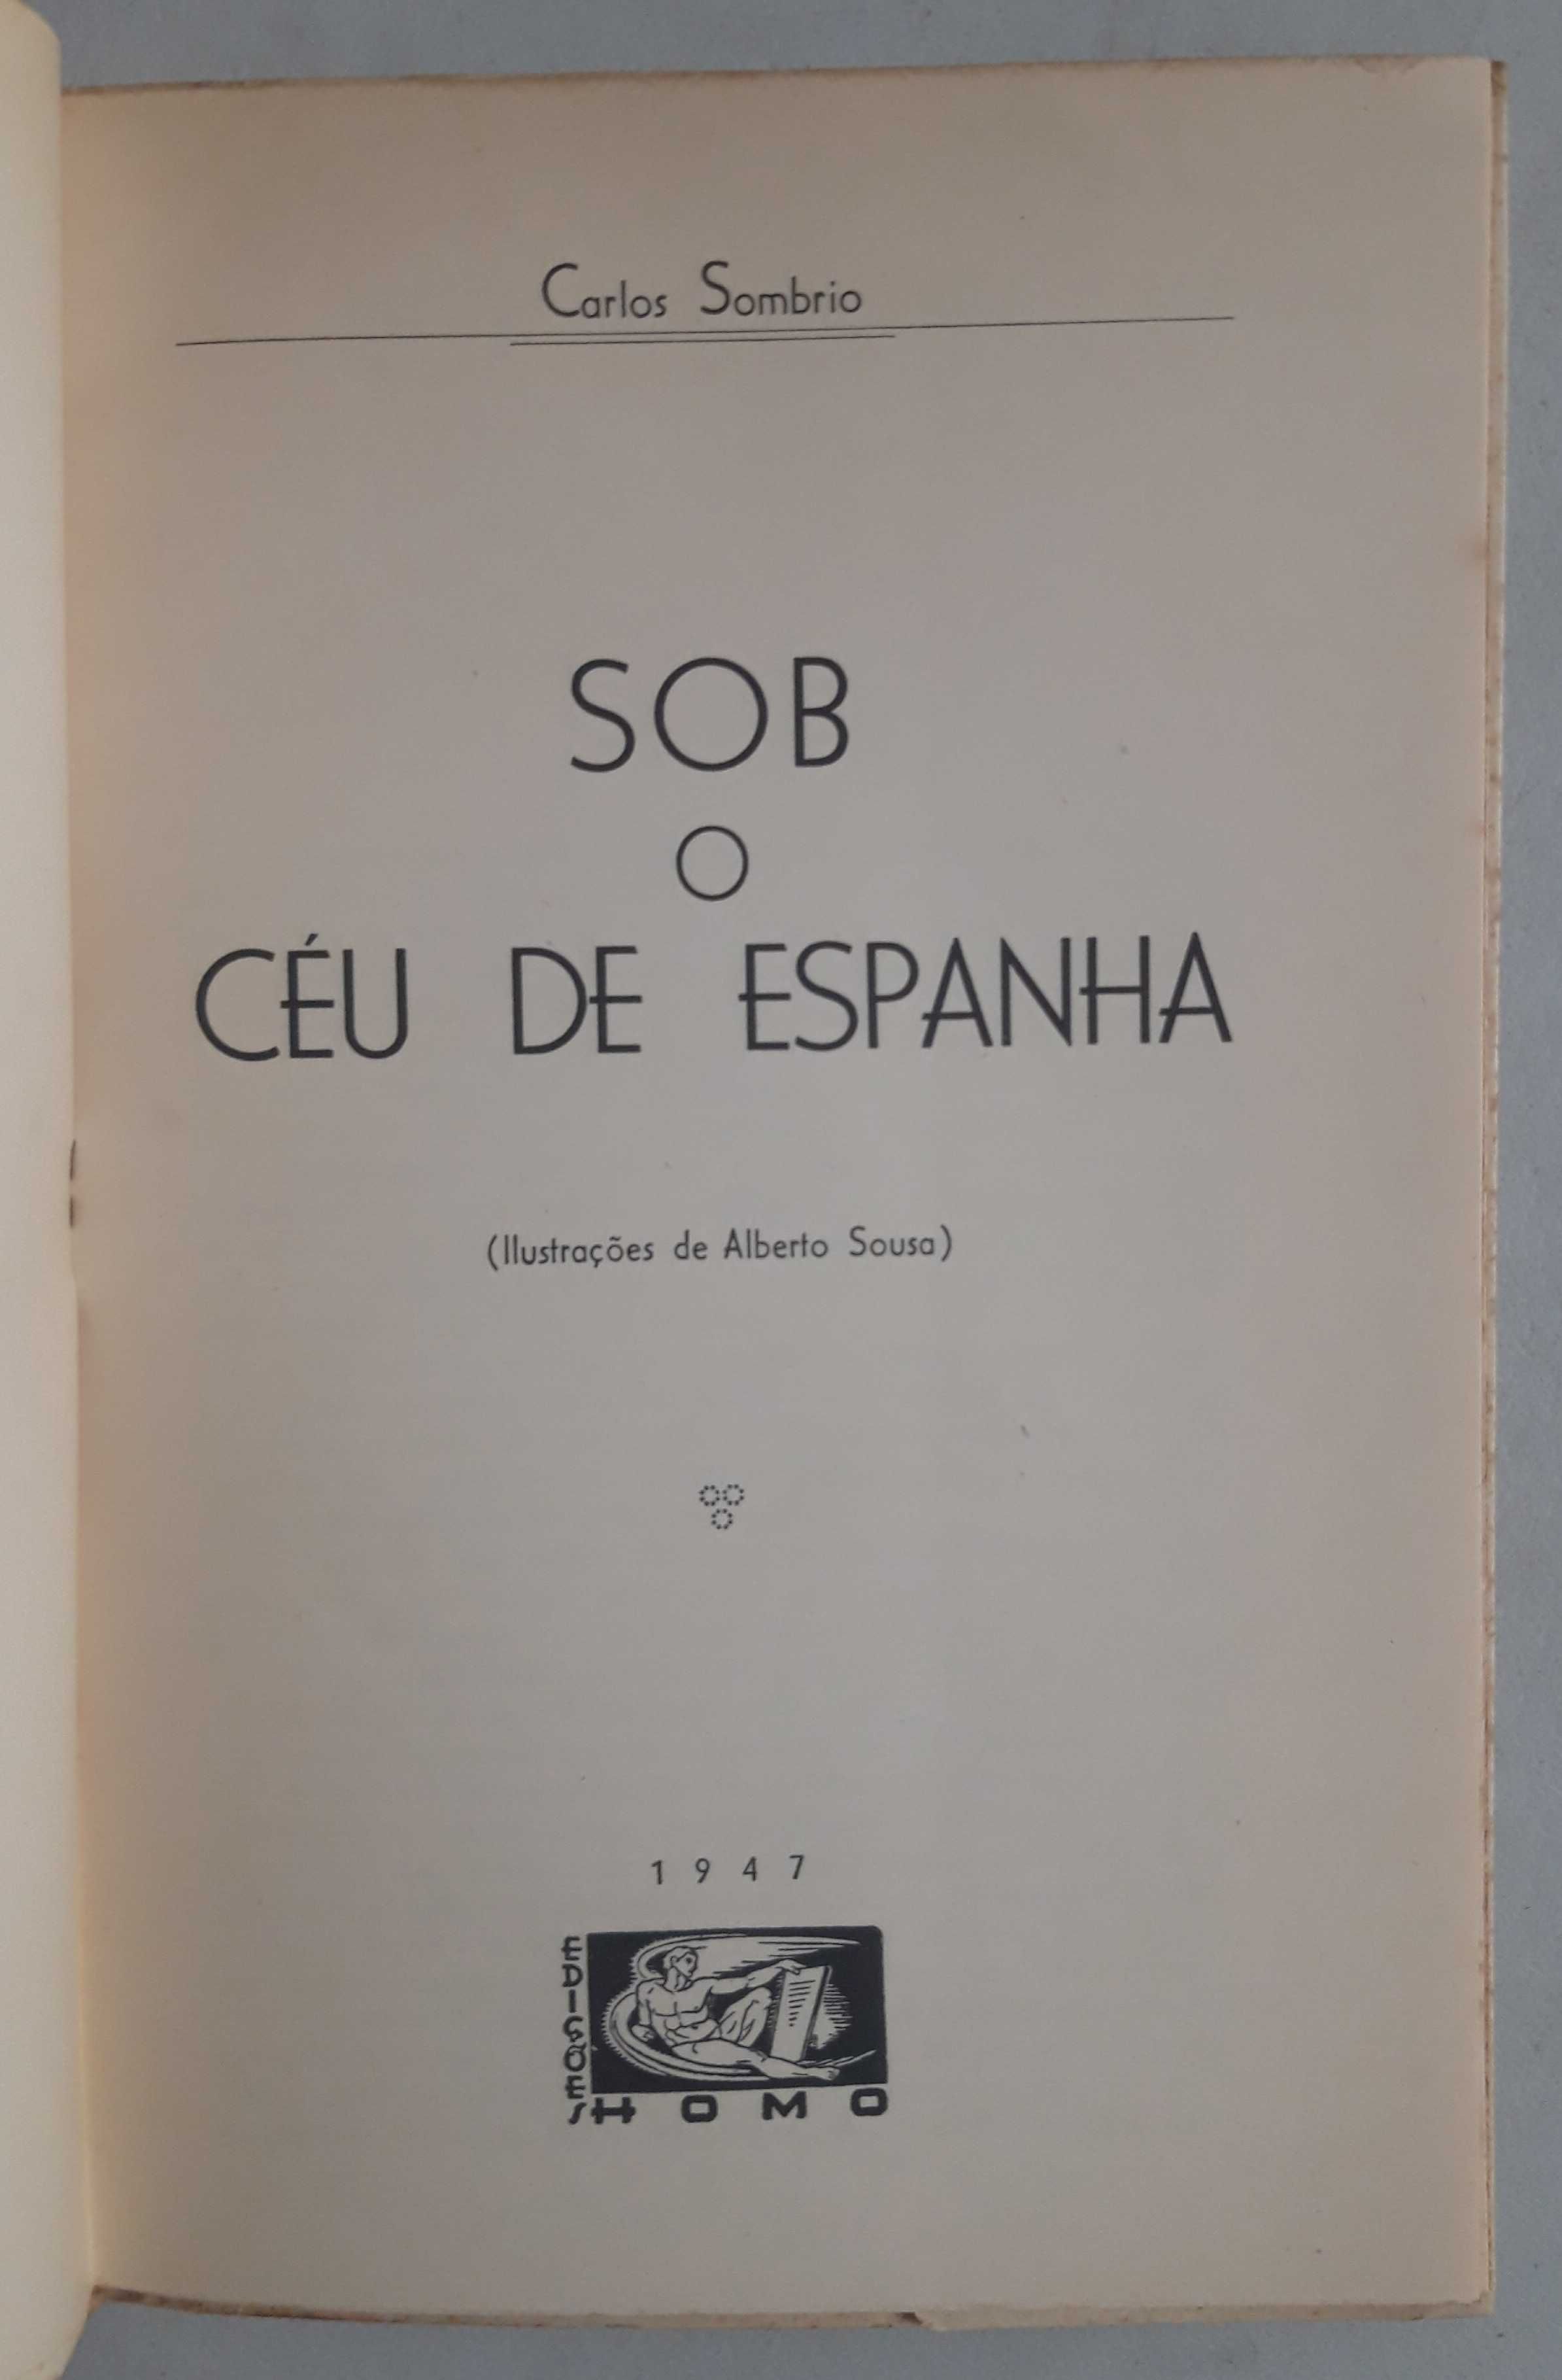 Carlos Sombrio
SOB
O
CÉU DE ESPANHA
(Ilustrações de Alberto Sousa)
1947
EDIÇÕES
HOMO